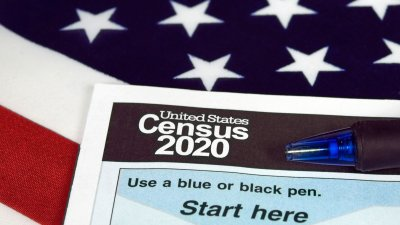 United States
Census
2020
Use a blue or black pen.
Start here